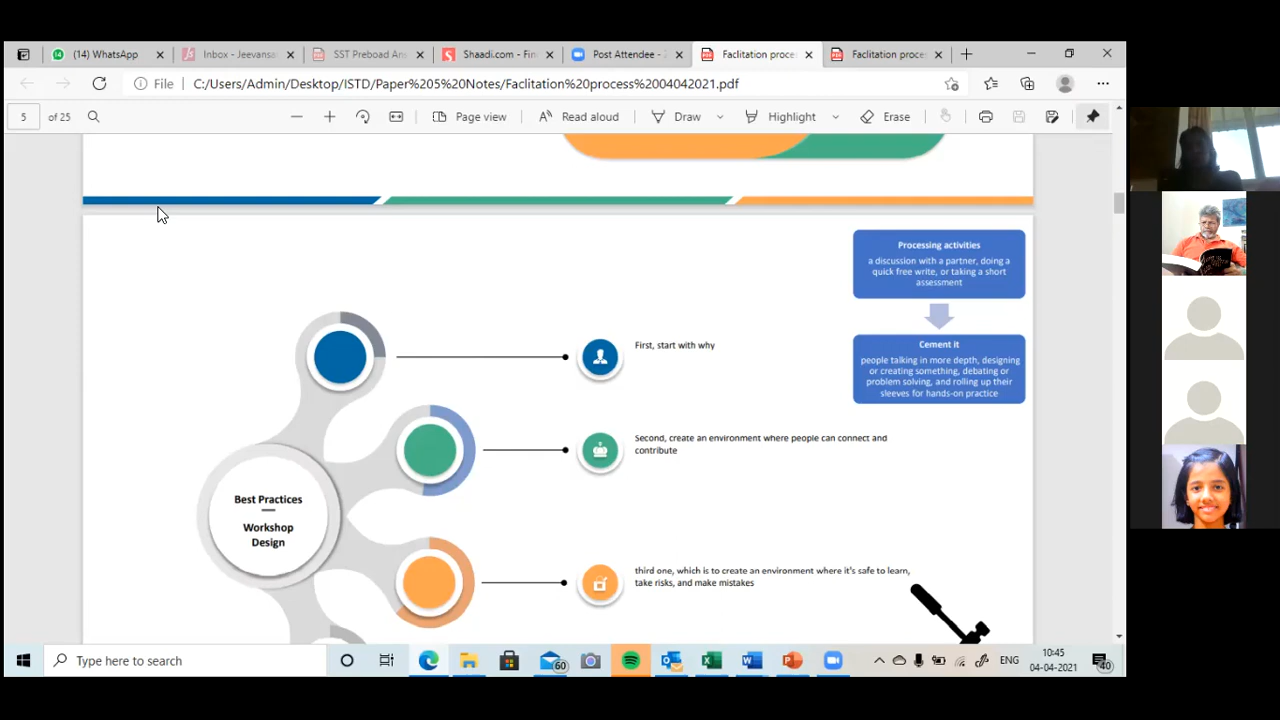 (14) WhatsApp
Inbox - Jeevansar
SST Preboad An
Shaadi.com - Fin
Post Attendee - Z
Faclitation proce
Faclitation proce
File
C:/Users/Admin/Desktop/ISTD/Paper%205%20Notes/Faclitation%20process%2004042021.pdf
5 of 25
Page view
Read aloud
Draw
Highlight
Erase
Processing activities
a discussion with a partner, doing a
quick free write, or taking a short
assessment
Cement it
people talking in more depth, designing
or creating something, debating or
problem solving, and rolling up their
sleeves for hands-on practice
First, start with why
Second, create an environment where people can connect and
contribute
Best Practices
Workshop
Design
third one, which is to create an environment where it's safe to learn,
take risks, and make mistakes
Type here to search
60
ENG
10:45
04-04-2021
40